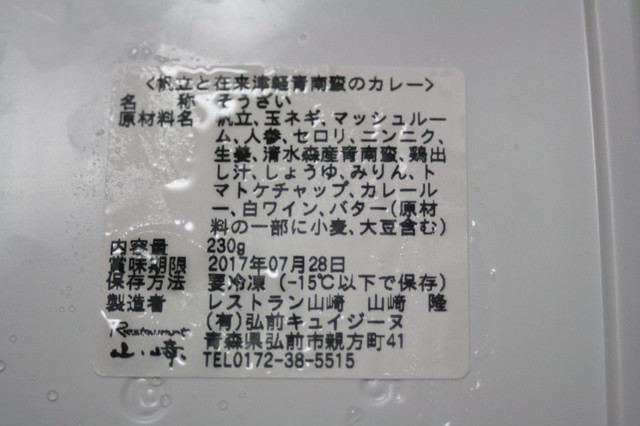 <帆立と在来津軽青南蛮のカレー>
名　称　そうざい
原材料名　帆立、玉ネギ、マッシュルー
ム、人参、セロリ、ニンニク、
生姜、清水森産青南蛮、鶏出
し汁、しょうゆ、みりん、ト
マトケチャップ、カレールー
ー、白ワイン、バター(原材
料の一部に小麦、大豆含む)
内容量　230g
賞味期限　2017年07月28日
保存方法　要冷凍(-15℃以下で保存)
製造者　レストラン山﨑　山﨑　隆
(有)弘前キュイジーヌ
青森県弘前市親方町41
TEL0172-38-5515
Restaurant
山﨑